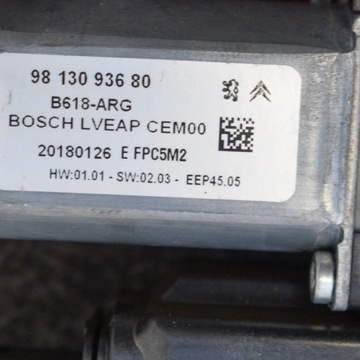 98 130 936 80
B618-ARG
BOSCH LVEAP CEM00
20180126 E FPC5M2
HW:01.01 - SW:02.03 - EEP45.05